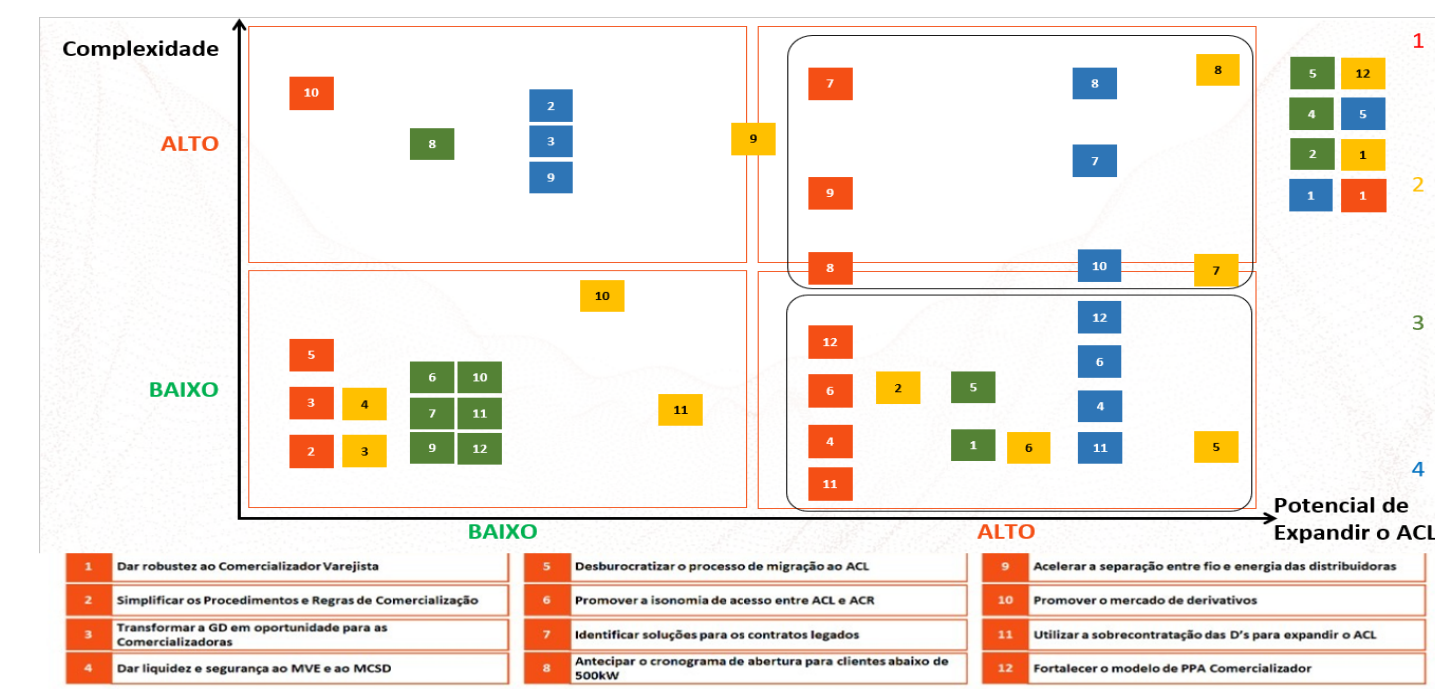 Complexidade
1
8
7
8
5
12
10
2
4
5
ALTO
8
3
9
7
2
1
9
9
1
1
2
8
10
7
10
12
3
12
5
6
6
10
2
5
BAIXO
6
3
4
4
7
11
11
4
1
6
11
5
2
3
9
12
4
11
Potencial de
Expandir o ACL
BAIXO
ALTO
1 Dar robustez ao Comercializador Varejista
2 Simplificar os Procedimentos e Regras de Comercialização
3 Transformar a GD em oportunidade para as
Comercializadoras
4 Dar liquidez e segurança ao MVE e ao MCSD
5 Desburocratizar o processo de migração ao ACL
6 Promover a isonomia de acesso entre ACL e ACR
7 Identificar soluções para os contratos legados
8 Antecipar o cronograma de abertura para clientes abaixo de
500kW
9 Acelerar a separação entre fio e energia das distribuidoras
10 Promover o mercado de derivativos
11 Utilizar a sobrecontratação das D's para expandir o ACL
12 Fortalecer o modelo de PPA Comercializador